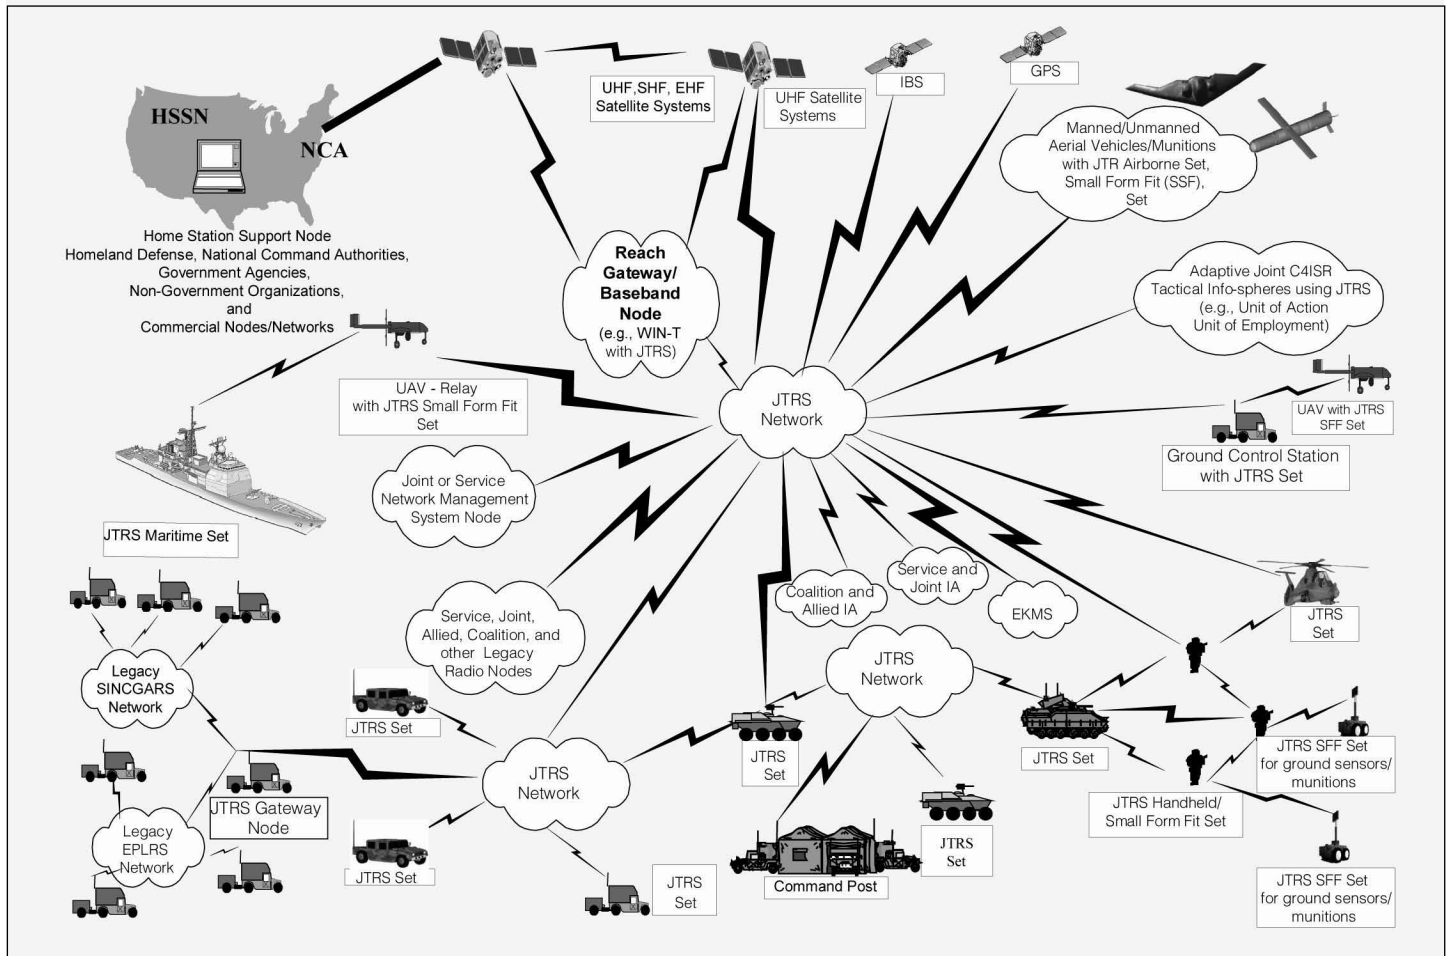 HSSN
NCA
Home Station Support Node
Homeland Defense, National Command Authorities,
Government Agencies,
Non-Government Organizations,
and
Commercial Nodes/Networks
UHF,SHF, EHF
Satellite Systems
UHF Satellite
Systems
IBS
GPS
Manned/Unmanned
Aerial Vehicles/Munitions
with JTR Airborne Set,
Small Form Fit (SSF),
Set
Reach
Gateway/
Baseband
Node
(e.g., WIN-T
with JTRS)
Adaptive Joint C4ISR
Tactical Info-spheres using JTRS
(e.g., Unit of Action
Unit of Employment)
UAV - Relay
with JTRS Small Form Fit
Set
JTRS
Network
UAV with JTRS
SFF Set
Ground Control Station
with JTRS Set
Joint or Service
Network Management
System Node
JTRS Maritime Set
Service, Joint,
Allied, Coalition, and
other Legacy
Radio Nodes
Coalition and
Allied IA
Service and
Joint IA
EKMS
JTRS
Set
Legacy
SINCGARS
Network
JTRS Set
JTRS
Network
JTRS
Set
JTRS Set
JTRS SFF Set
for ground sensors/
munitions
JTRS Gateway
Node
JTRS
Network
JTRS Handheld/
Small Form Fit Set
Legacy
EPLRS
Network
JTRS Set
JTRS
Set
Command Post
JTRS
Set
JTRS SFF Set
for ground sensors/
munitions